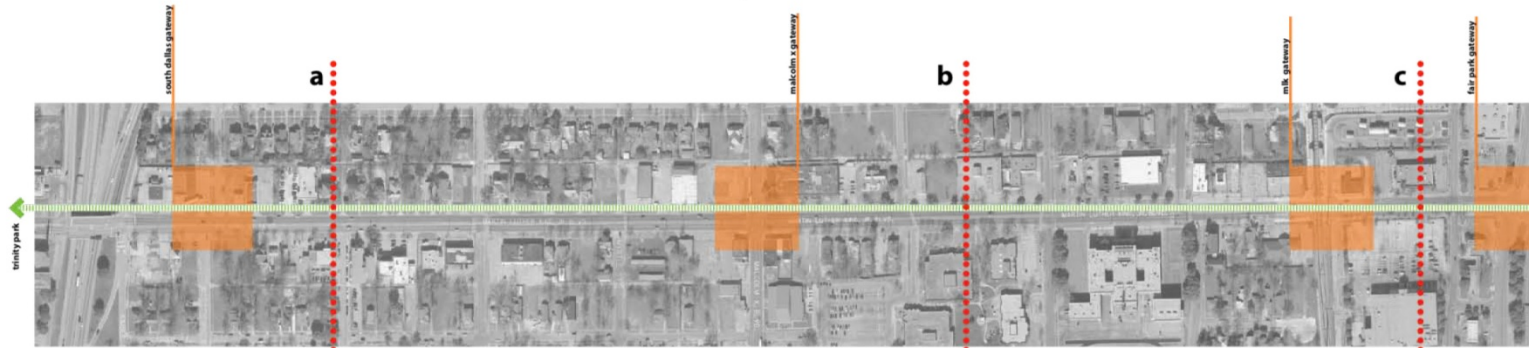 south dallas gateway
a
malcolm x gateway
b
mlk gateway
c
fair park gateway
trinity park